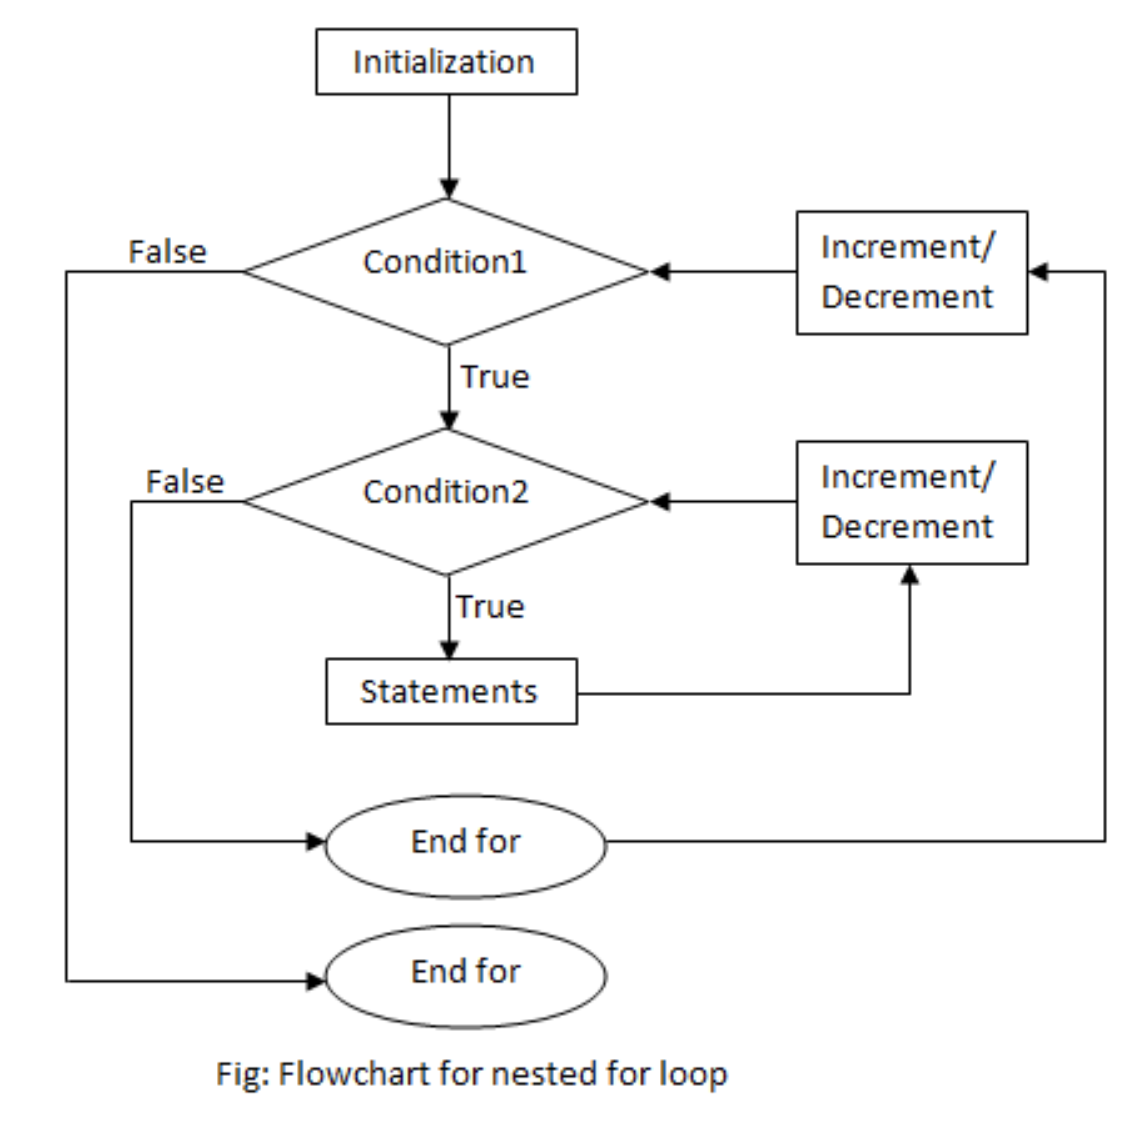 Initialization
False
Condition1
Increment/
Decrement
True
False
Condition2
Increment/
Decrement
True
Statements
End for
End for
Fig: Flowchart for nested for loop